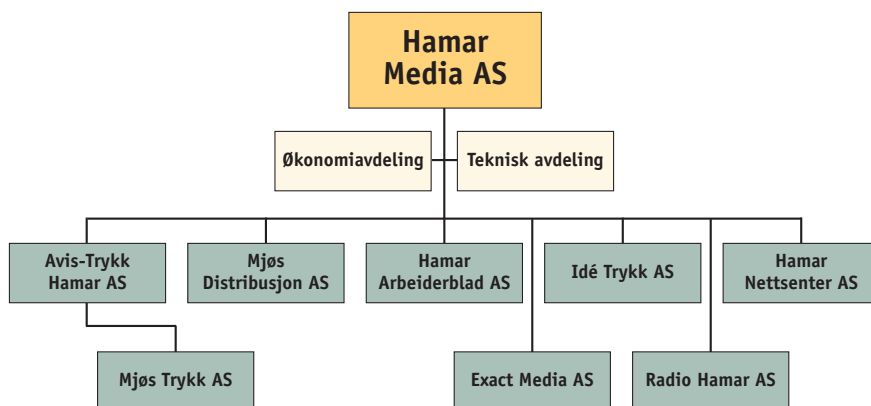 Hamar
Media AS
Økonomiavdeling
Teknisk avdeling
Avis-Trykk
Hamar AS
Mjøs
Distribusjon AS
Hamar
Arbeiderblad AS
Idé Trykk AS
Hamar
Nettsenter AS
Mjøs Trykk AS
Exact Media AS
Radio Hamar AS